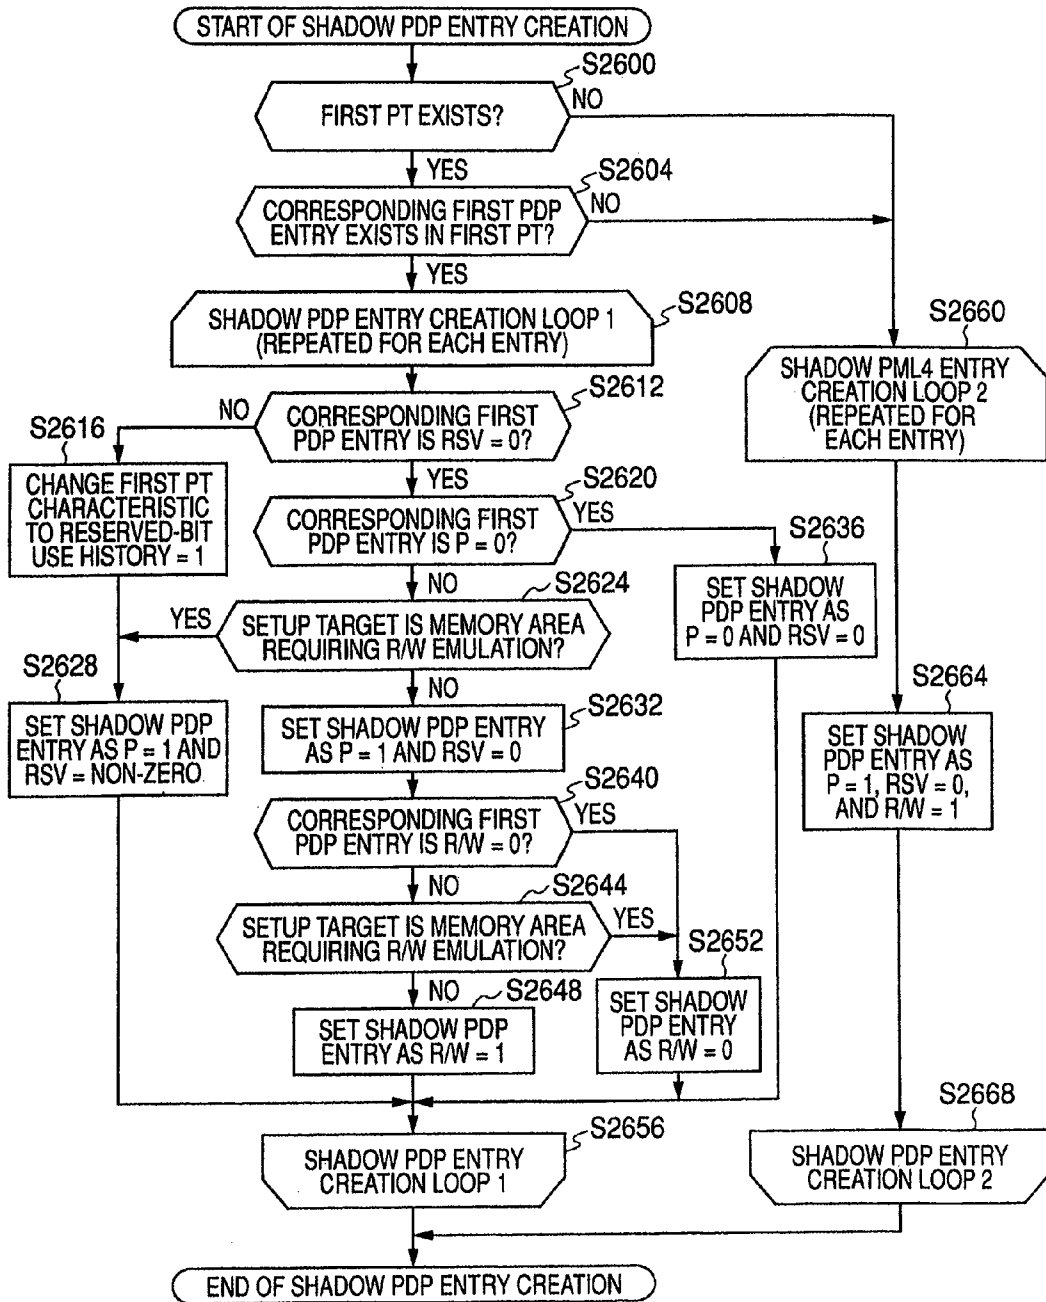 START OF SHADOW PDP ENTRY CREATION
S2600
FIRST PT EXISTS?
NO
YES
S2604
CORRESPONDING FIRST PDP
ENTRY EXISTS IN FIRST PT?
NO
YES
S2608
SHADOW PDP ENTRY CREATION LOOP 1
(REPEATED FOR EACH ENTRY)
S2660
SHADOW PML4 ENTRY
CREATION LOOP 2
(REPEATED FOR
EACH ENTRY)
S2612
CORRESPONDING FIRST
PDP ENTRY IS RSV = 0?
NO
YES
S2616
CHANGE FIRST PT
CHARACTERISTIC
TO RESERVED-BIT
USE HISTORY = 1
S2620
CORRESPONDING FIRST
PDP ENTRY IS P = 0?
YES
NO
S2636
SET SHADOW
PDP ENTRY AS
P = 0 AND RSV = 0
S2624
SETUP TARGET IS MEMORY AREA
REQUIRING R/W EMULATION?
YES
NO
S2628
SET SHADOW PDP
ENTRY AS P = 1 AND
RSV = NON-ZERO
S2632
SET SHADOW PDP ENTRY
AS P = 1 AND RSV = 0
S2664
SET SHADOW
PDP ENTRY AS
P = 1, RSV = 0,
AND R/W = 1
S2640
CORRESPONDING FIRST
PDP ENTRY IS R/W = 0?
YES
NO
S2644
SETUP TARGET IS MEMORY AREA
REQUIRING R/W EMULATION?
YES
NO
S2648
SET SHADOW PDP
ENTRY AS R/W = 1
S2652
SET SHADOW
PDP ENTRY
AS R/W = 0
S2656
SHADOW PDP ENTRY
CREATION LOOP 1
S2668
SHADOW PDP ENTRY
CREATION LOOP 2
END OF SHADOW PDP ENTRY CREATION